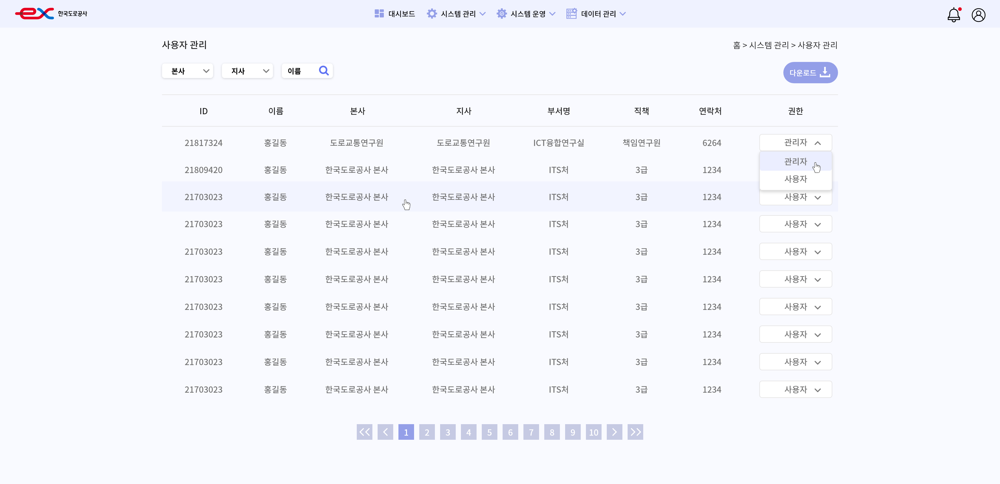 ex 한국도로공사 대시보드 시스템 관리 시스템 운영 데이터 관리
사용자 관리 홈 > 시스템 관리 > 사용자 관리
본사 지사 이름 다운로드
ID 이름 본사 지사 부서명 직책 연락처 권한
21817324 홍길동 도로교통연구원 도로교통연구원 ICT융합연구실 책임연구원 6264 관리자
관리자
21809420 홍길동 한국도로공사 본사 한국도로공사 본사 ITS처 3급 1234
사용자
21703023 홍길동 한국도로공사 본사 한국도로공사 본사 ITS처 3급 1234 사용자
21703023 홍길동 한국도로공사 본사 한국도로공사 본사 ITS처 3급 1234 사용자
21703023 홍길동 한국도로공사 본사 한국도로공사 본사 ITS처 3급 1234 사용자
21703023 홍길동 한국도로공사 본사 한국도로공사 본사 ITS처 3급 1234 사용자
21703023 홍길동 한국도로공사 본사 한국도로공사 본사 ITS처 3급 1234 사용자
21703023 홍길동 한국도로공사 본사 한국도로공사 본사 ITS처 3급 1234 사용자
21703023 홍길동 한국도로공사 본사 한국도로공사 본사 ITS처 3급 1234 사용자
21703023 홍길동 한국도로공사 본사 한국도로공사 본사 ITS처 3급 1234 사용자
<< < 1 2 3 4 5 6 7 8 9 10 > >>